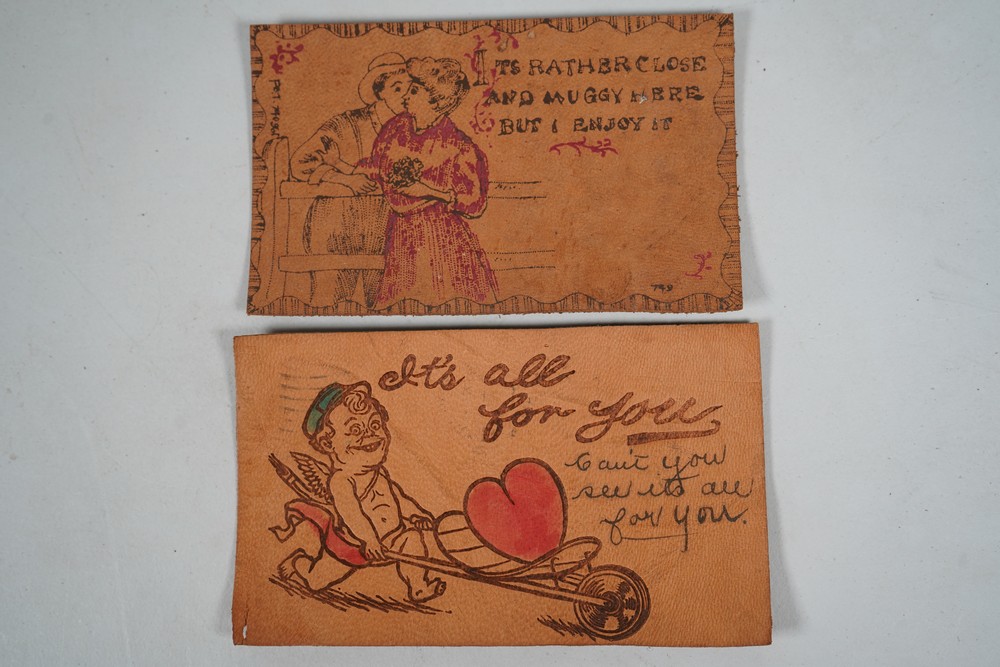 ITS RATHER CLOSE
AND MUGGY HERE
BUT I ENJOY IT
It's all
for you
Can't you
see its all
for you.